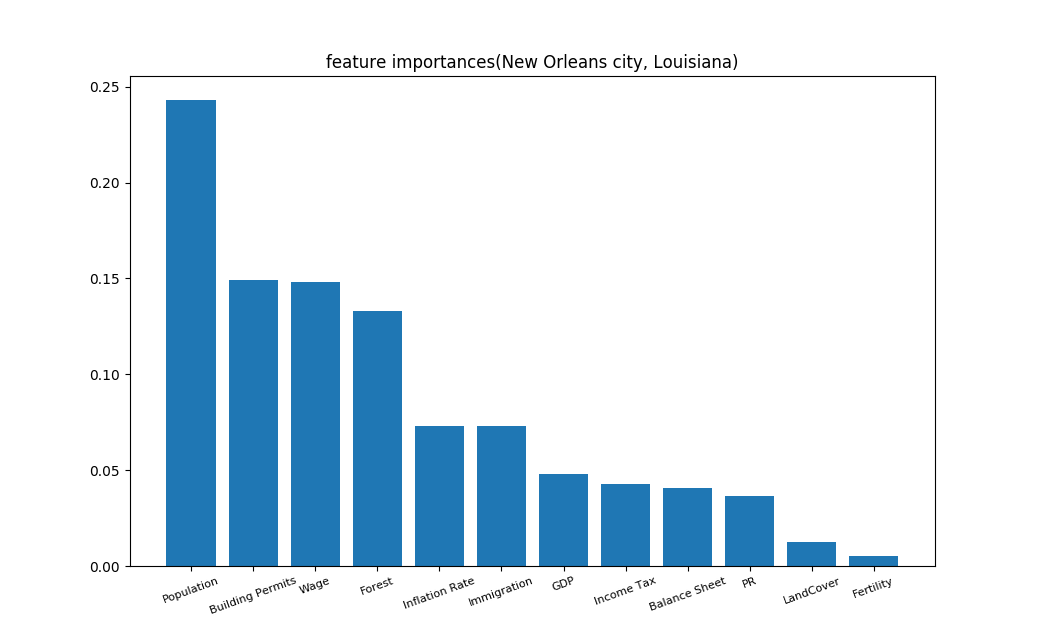 feature importances(New Orleans city, Louisiana)
0.25
0.20
0.15
0.10
0.05
0.00
Population
Building Permits
Wage
Forest
Inflation Rate
Immigration
GDP
Income Tax
Balance Sheet
PR
LandCover
Fertility